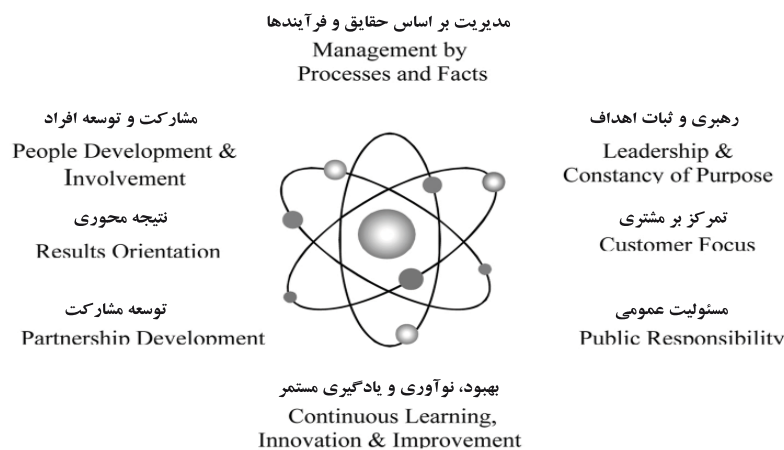 مدیریت بر اساس حقایق و فرآیندها
Management by
Processes and Facts
مشارکت و توسعه افراد
People Development &
Involvement
رهبری و ثبات اهداف
Leadership &
Constancy of Purpose
نتیجه محوری
Results Orientation
تمرکز بر مشتری
Customer Focus
توسعه مشارکت
Partnership Development
مسئولیت عمومی
Public Responsibility
بهبود، نوآوری و یادگیری مستمر
Continuous Learning,
Innovation & Improvement